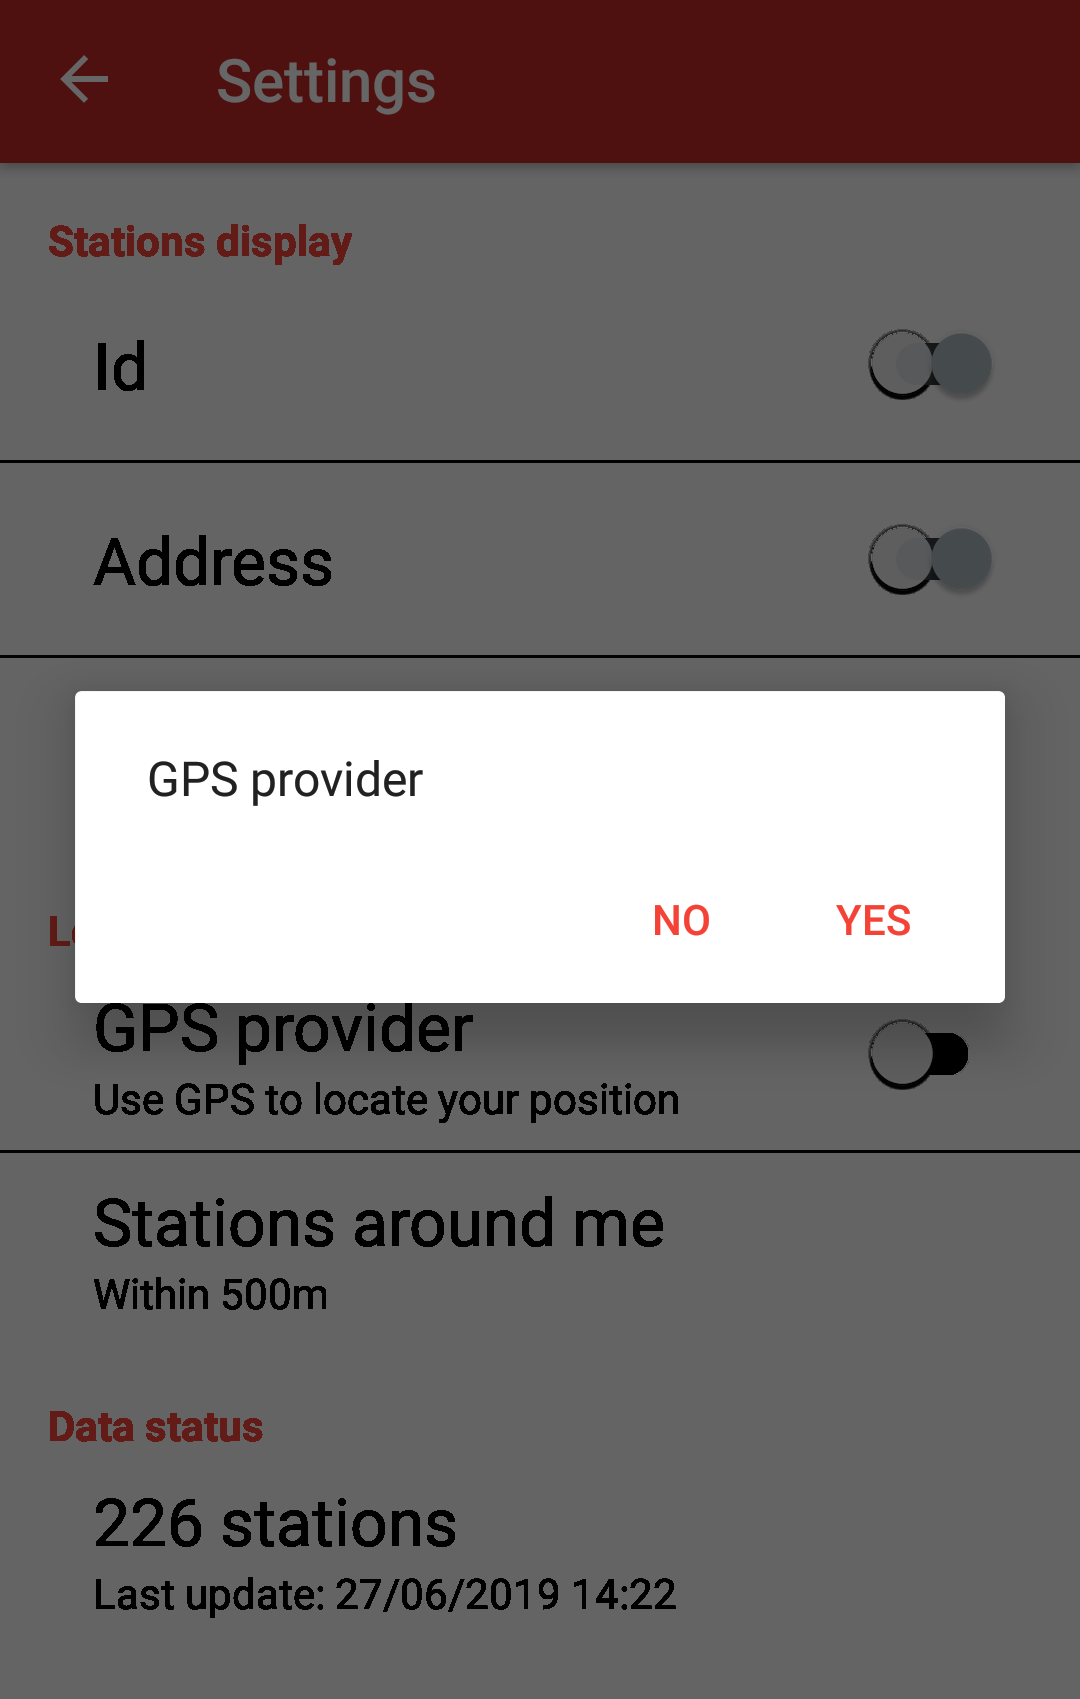 Settings
Stations display
Id
Address
GPS provider
NO YES
GPS provider
Use GPS to locate your position
Stations around me
Within 500m
Data status
226 stations
Last update: 27/06/2019 14:22